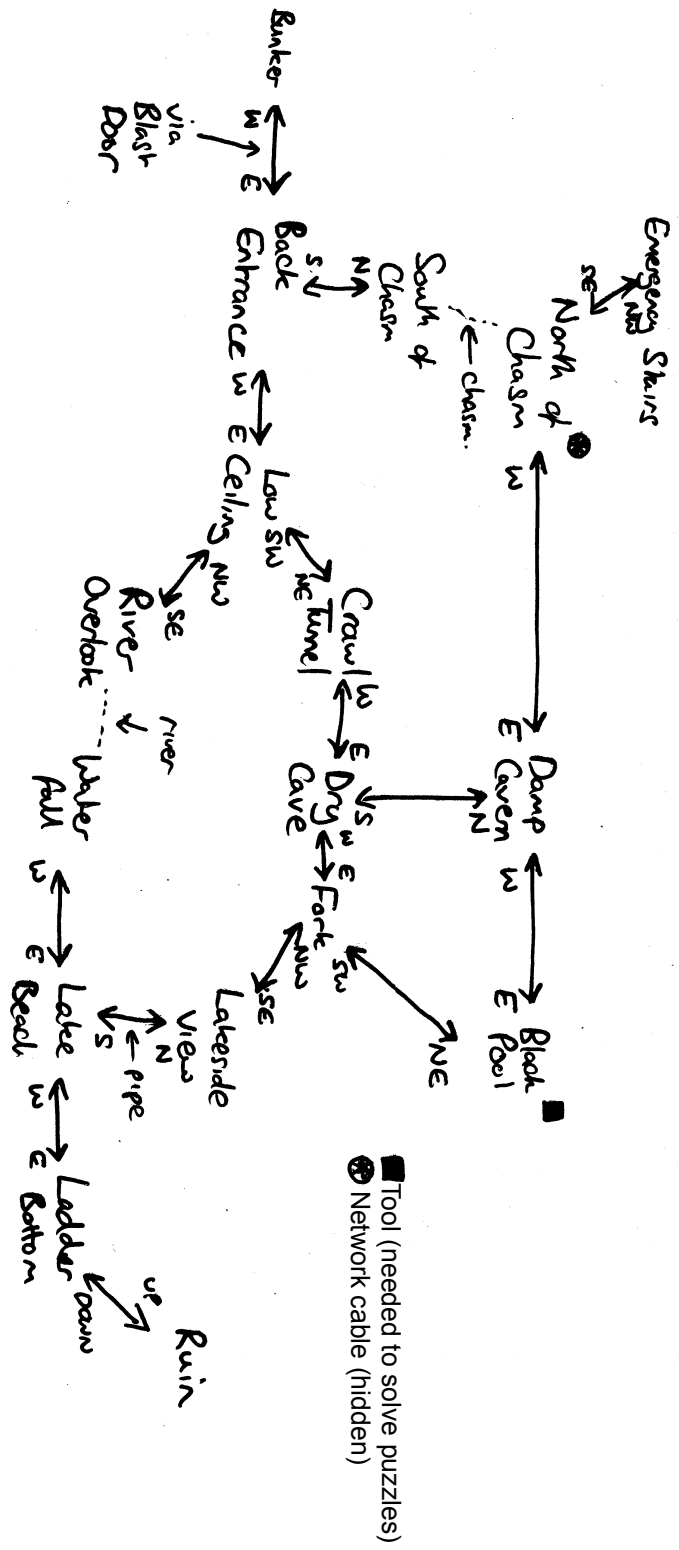 Emergency Stairs
NW
SE
North of
Chasm
W
E
Damp
Cavern
N
W
E
Black
Pool
NE
← chasm.
South of
Chasm
N
S
Bunker
W
E
via
Blast
Door
Back
Entrance
W
E
Low
Ceiling
SW
NW
NE
Crawl
Tunnel
W
E
Dry
Cave
S
W
E
Fork
SW
NW
SE
Lakeside
View
N
← pipe
S
SE
River
Overlook
river
Water
fall
W
E
Lake
Beach
W
E
Ladder
Bottom
DOWN
UP
Ruin
Tool (needed to solve puzzles)
Network cable (hidden)